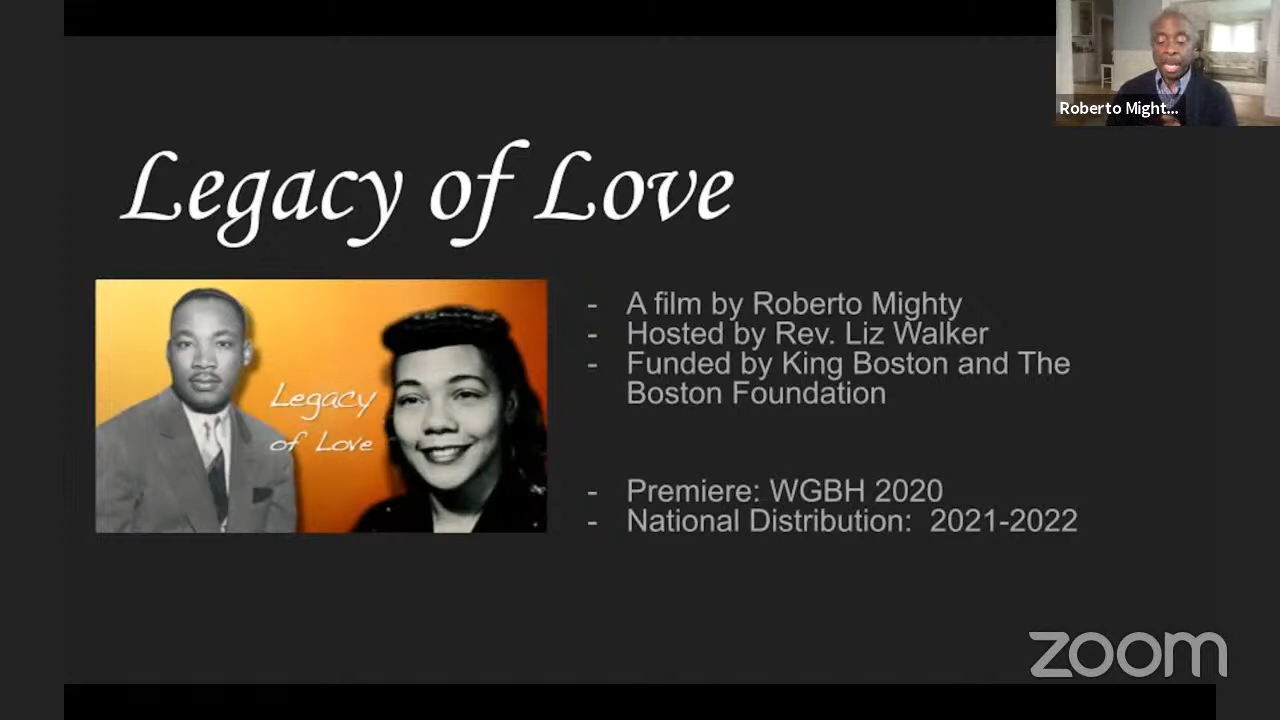 Roberto Might...
Legacy of Love
Legacy
of Love
- A film by Roberto Mighty
- Hosted by Rev. Liz Walker
- Funded by King Boston and The
Boston Foundation
- Premiere: WGBH 2020
- National Distribution: 2021-2022
zoom